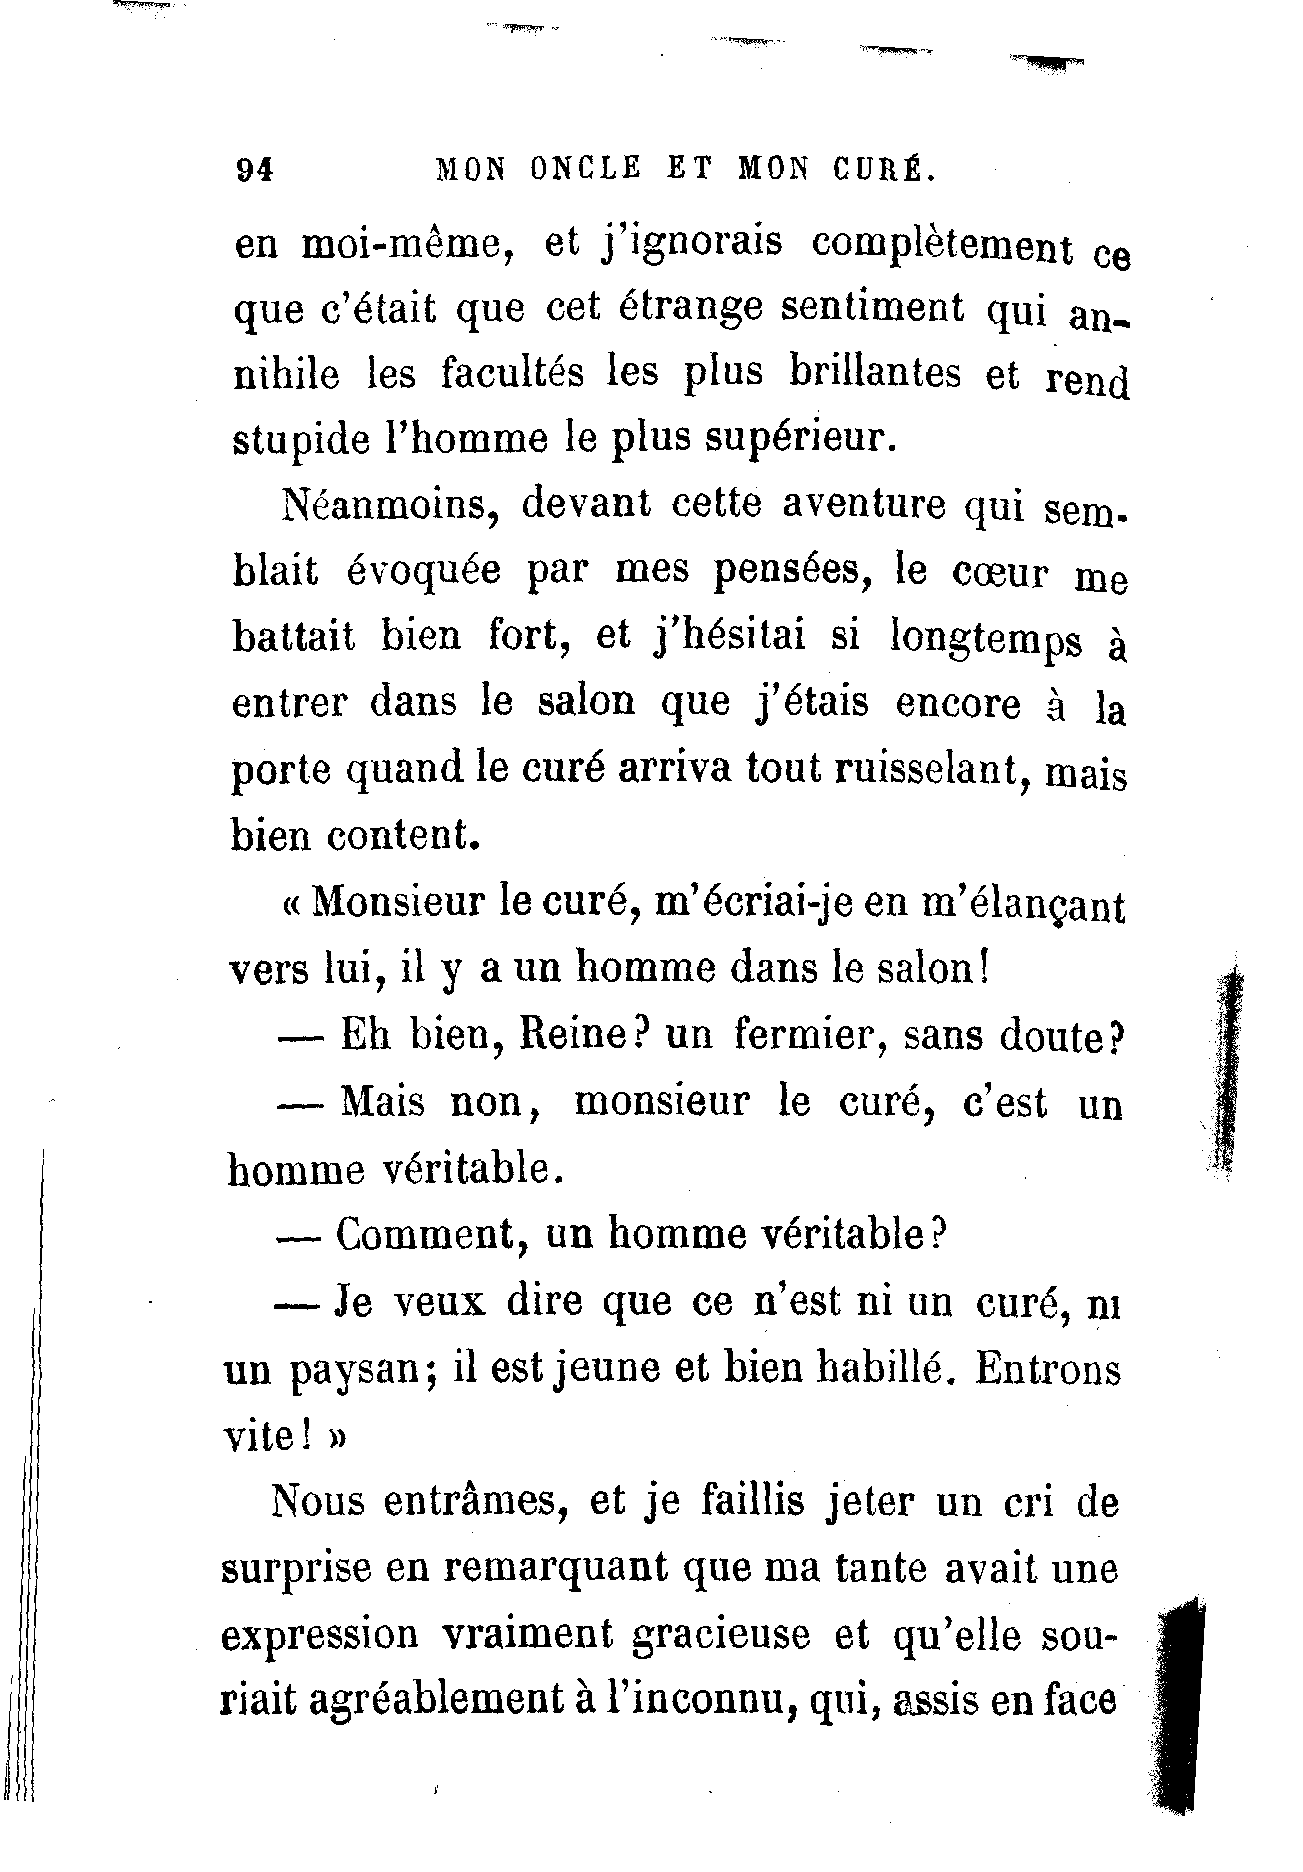 94 MON ONCLE ET MON CURÉ.
en moi-même, et j'ignorais complètement ce
que c'était que cet étrange sentiment qui an-
nihile les facultés les plus brillantes et rend
stupide l'homme le plus supérieur.
Néanmoins, devant cette aventure qui sem-
blait évoquée par mes pensées, le cœur me
battait bien fort, et j'hésitai si longtemps à
entrer dans le salon que j'étais encore à la
porte quand le curé arriva tout ruisselant, mais
bien content.
« Monsieur le curé, m'écriai-je en m'élançant
vers lui, il y a un homme dans le salon!
— Eh bien, Reine? un fermier, sans doute?
— Mais non, monsieur le curé, c'est un
homme véritable.
— Comment, un homme véritable?
— Je veux dire que ce n'est ni un curé, ni
un paysan; il est jeune et bien habillé. Entrons
vite! »
Nous entrâmes, et je faillis jeter un cri de
surprise en remarquant que ma tante avait une
expression vraiment gracieuse et qu'elle sou-
riait agréablement à l'inconnu, qui, assis en face